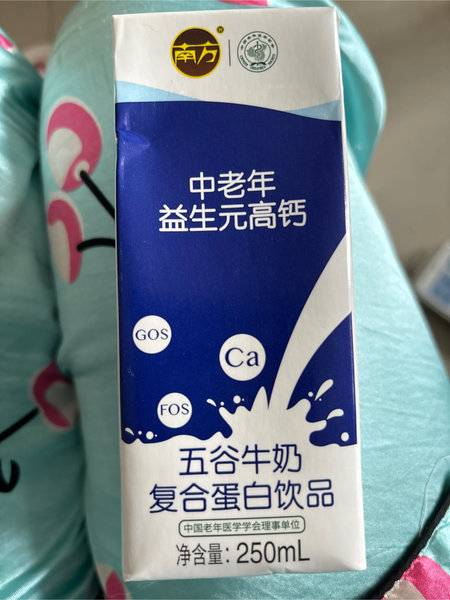 南方
中老年
益生元高钙
GOS
Ca
FOS
五谷牛奶
复合蛋白饮品
中国老年医学学会理事单位
净含量: 250mL